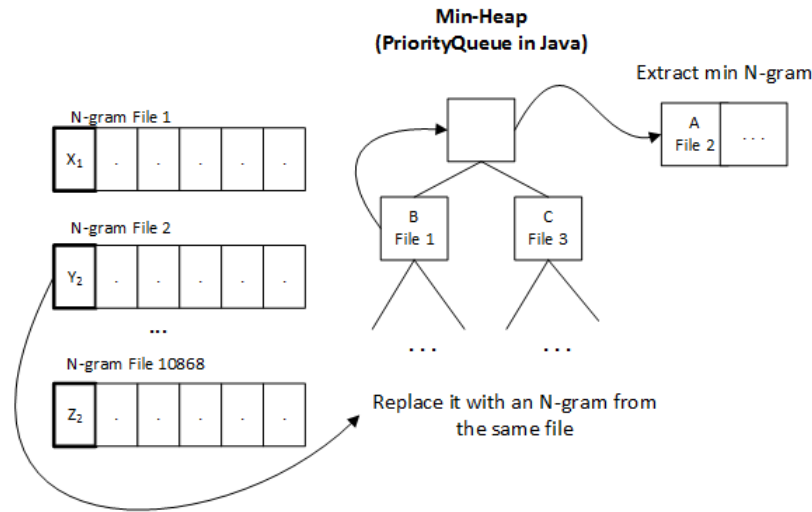 Min-Heap
(PriorityQueue in Java)
Extract min N-gram
A
File 2
. . .
N-gram File 1
X1
. . . . .
B
File 1
C
File 3
N-gram File 2
Y2
. . . . .
...
. . .
. . .
N-gram File 10868
Z2
. . . . .
Replace it with an N-gram from
the same file